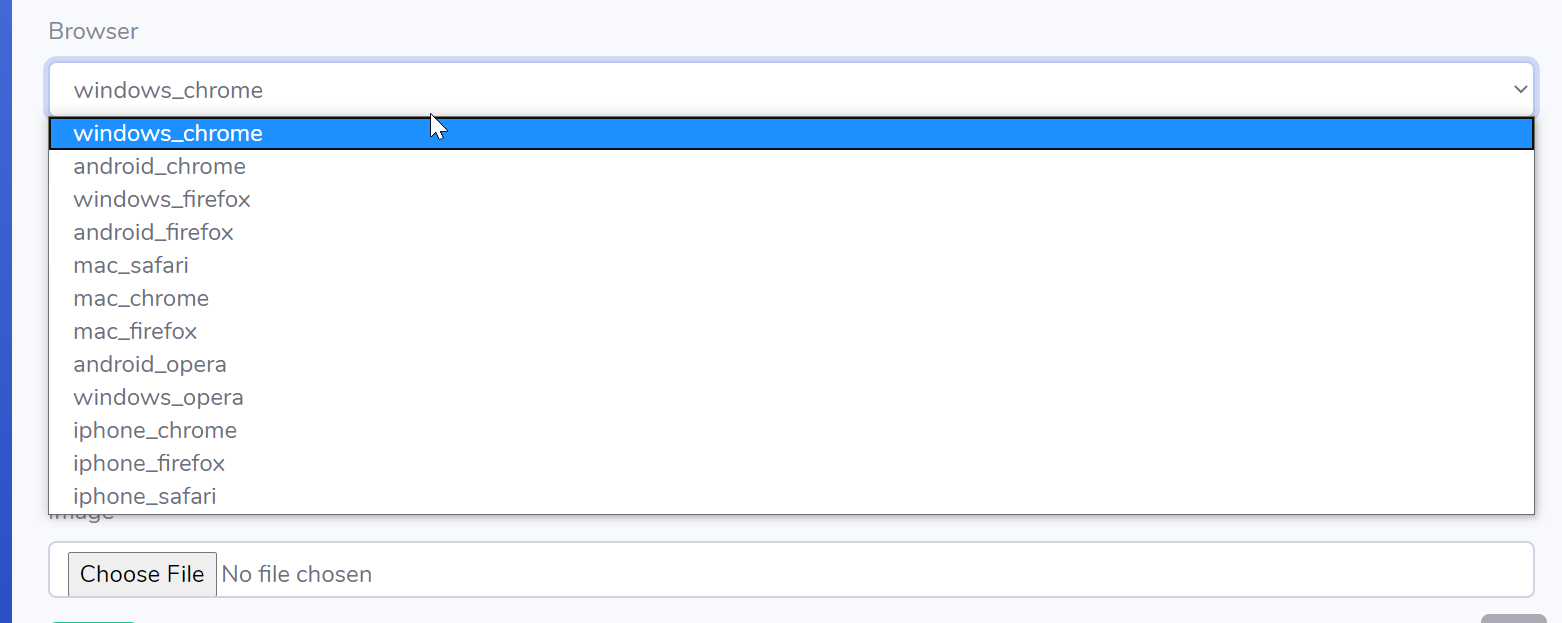 Browser
windows_chrome
windows_chrome
android_chrome
windows_firefox
android_firefox
mac_safari
mac_chrome
mac_firefox
android_opera
windows_opera
iphone_chrome
iphone_firefox
iphone_safari
Image
Choose File No file chosen